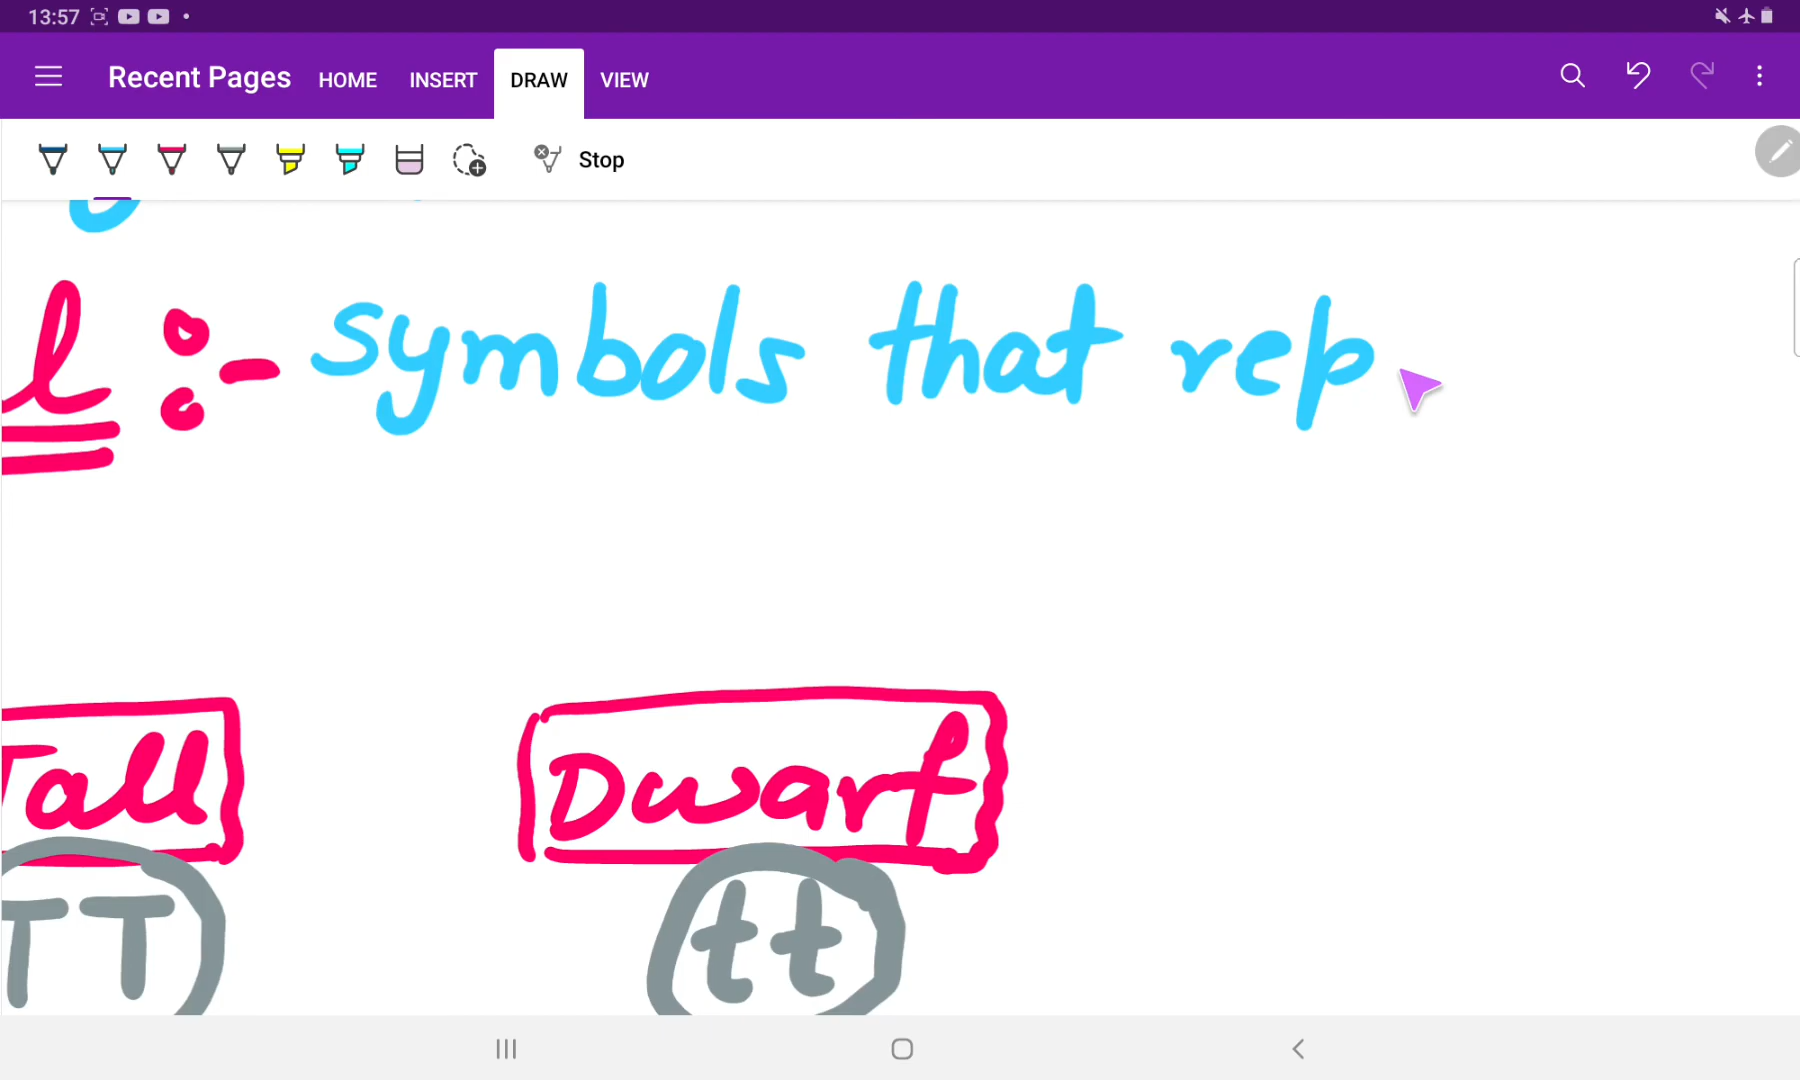 13:57
Recent Pages HOME INSERT DRAW VIEW
Stop
l :- symbols that rep
Tall Dwarf
TT tt